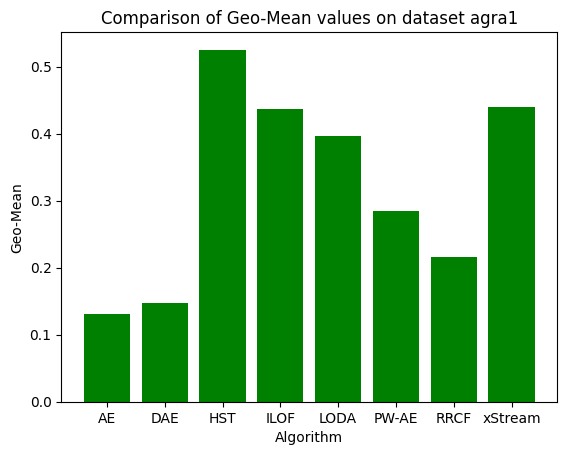 Comparison of Geo-Mean values on dataset agra1
0.5
0.4
0.3
0.2
0.1
0.0
Geo-Mean
AE DAE HST ILOF LODA PW-AE RRCF xStream
Algorithm